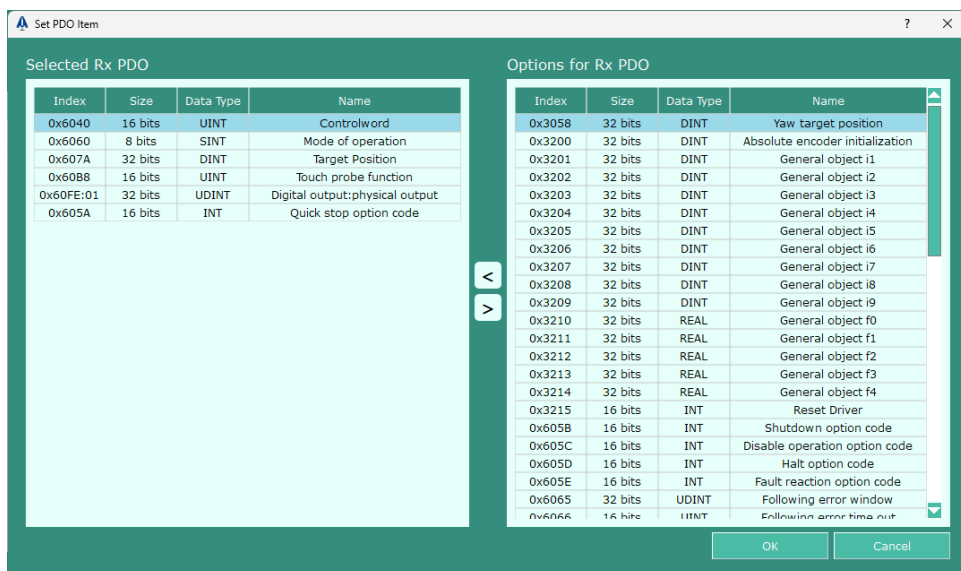 Set PDO Item
? ×
Selected Rx PDO
Index Size Data Type Name
0x6040 16 bits UINT Controlword
0x6060 8 bits SINT Mode of operation
0x607A 32 bits DINT Target Position
0x60B8 16 bits UINT Touch probe function
0x60FE:01 32 bits UDINT Digital output:physical output
0x605A 16 bits INT Quick stop option code
<
>
Options for Rx PDO
Index Size Data Type Name
0x3058 32 bits DINT Yaw target position
0x3200 32 bits DINT Absolute encoder initialization
0x3201 32 bits DINT General object i1
0x3202 32 bits DINT General object i2
0x3203 32 bits DINT General object i3
0x3204 32 bits DINT General object i4
0x3205 32 bits DINT General object i5
0x3206 32 bits DINT General object i6
0x3207 32 bits DINT General object i7
0x3208 32 bits DINT General object i8
0x3209 32 bits DINT General object i9
0x3210 32 bits REAL General object f0
0x3211 32 bits REAL General object f1
0x3212 32 bits REAL General object f2
0x3213 32 bits REAL General object f3
0x3214 32 bits REAL General object f4
0x3215 16 bits INT Reset Driver
0x605B 16 bits INT Shutdown option code
0x605C 16 bits INT Disable operation option code
0x605D 16 bits INT Halt option code
0x605E 16 bits INT Fault reaction option code
0x6065 32 bits UDINT Following error window
0x6066 16 bits UINT Following error time out
OK Cancel